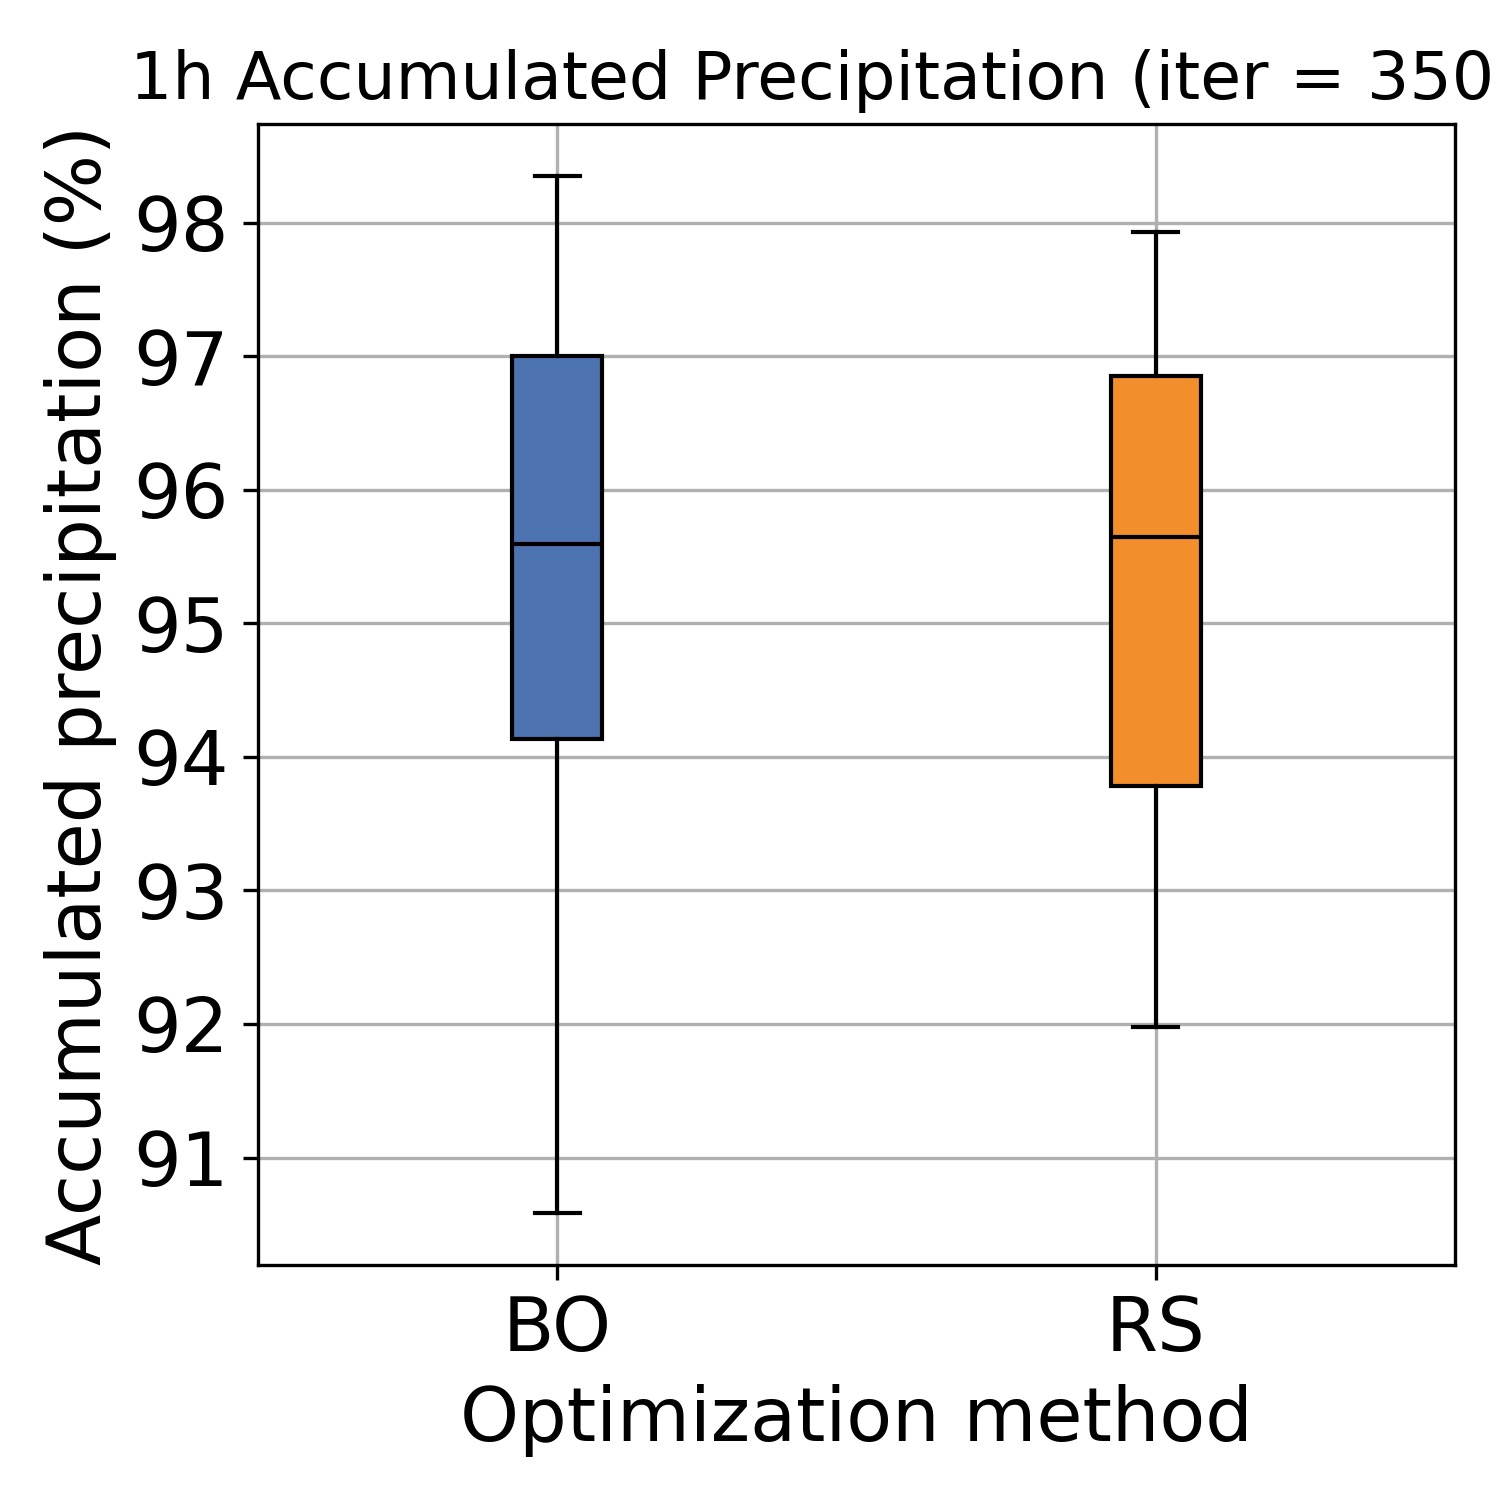 1h Accumulated Precipitation (iter = 350
Accumulated precipitation (%)
98
97
96
95
94
93
92
91
BO RS
Optimization method